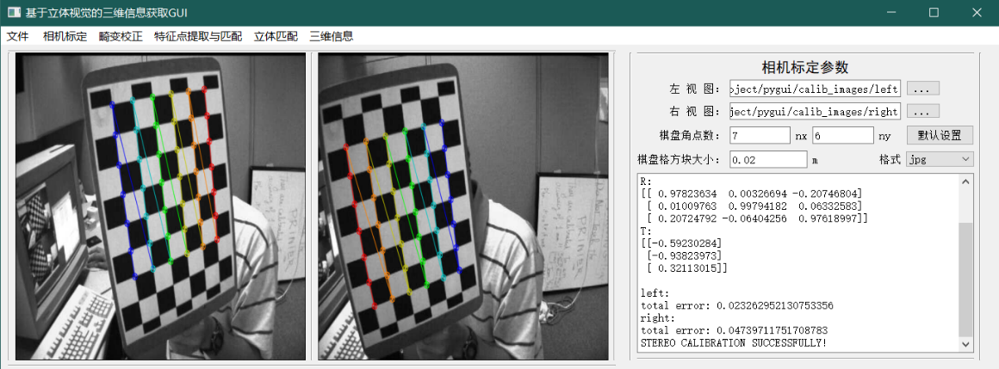 基于立体视觉的三维信息获取GUI
文件 相机标定 畸变校正 特征点提取与匹配 立体匹配 三维信息
相机标定参数
左 视 图： oject/pygui/calib_images/left ...
右 视 图： ject/pygui/calib_images/right ...
棋盘角点数： 7 nx 6 ny 默认设置
棋盘格方块大小： 0.02 m 格式 jpg
R:
[[ 0.97823634 0.00326694 -0.20746804]
[ 0.01009763 0.99794182 0.06332583]
[ 0.20724792 -0.06404256 0.97618997]]
T:
[[-0.59230284]
[-0.93823973]
[ 0.32113015]]
left:
total error: 0.023262952130753356
right:
total error: 0.04739711751708783
STEREO CALIBRATION SUCCESSFULLY!